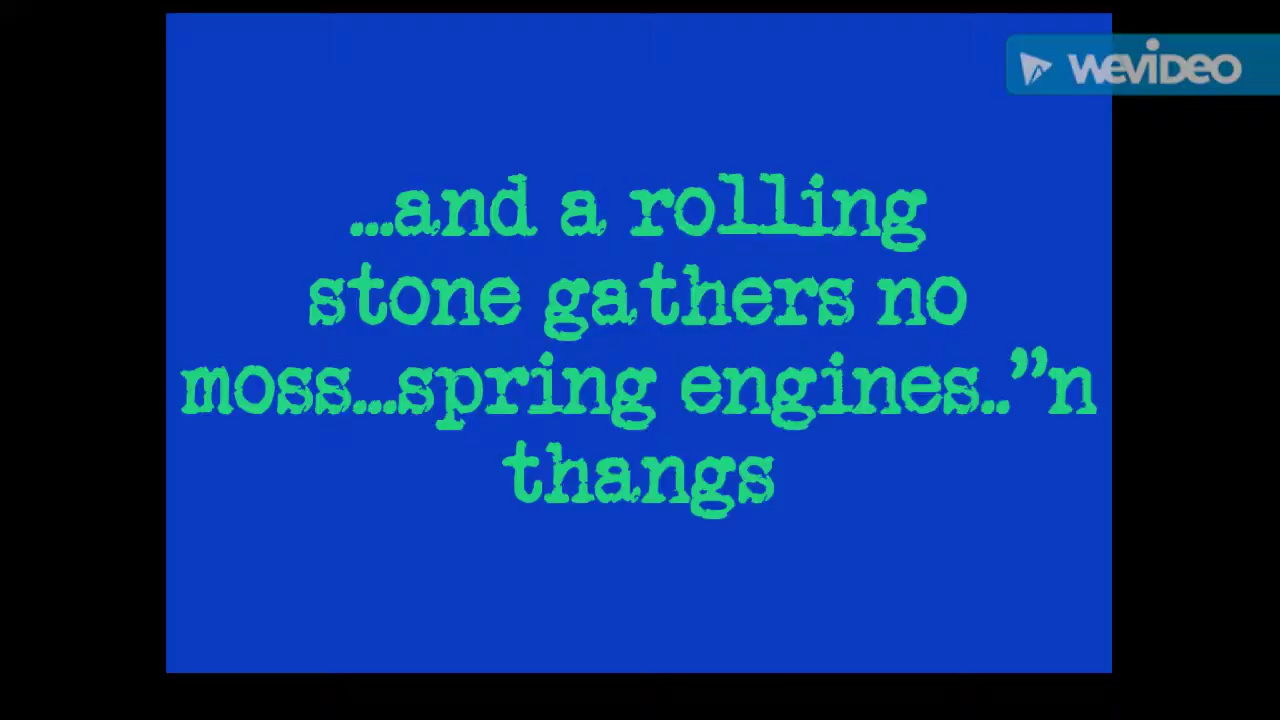 WEVIDEO
...and a rolling
stone gathers no
moss...spring engines..”n
thangs